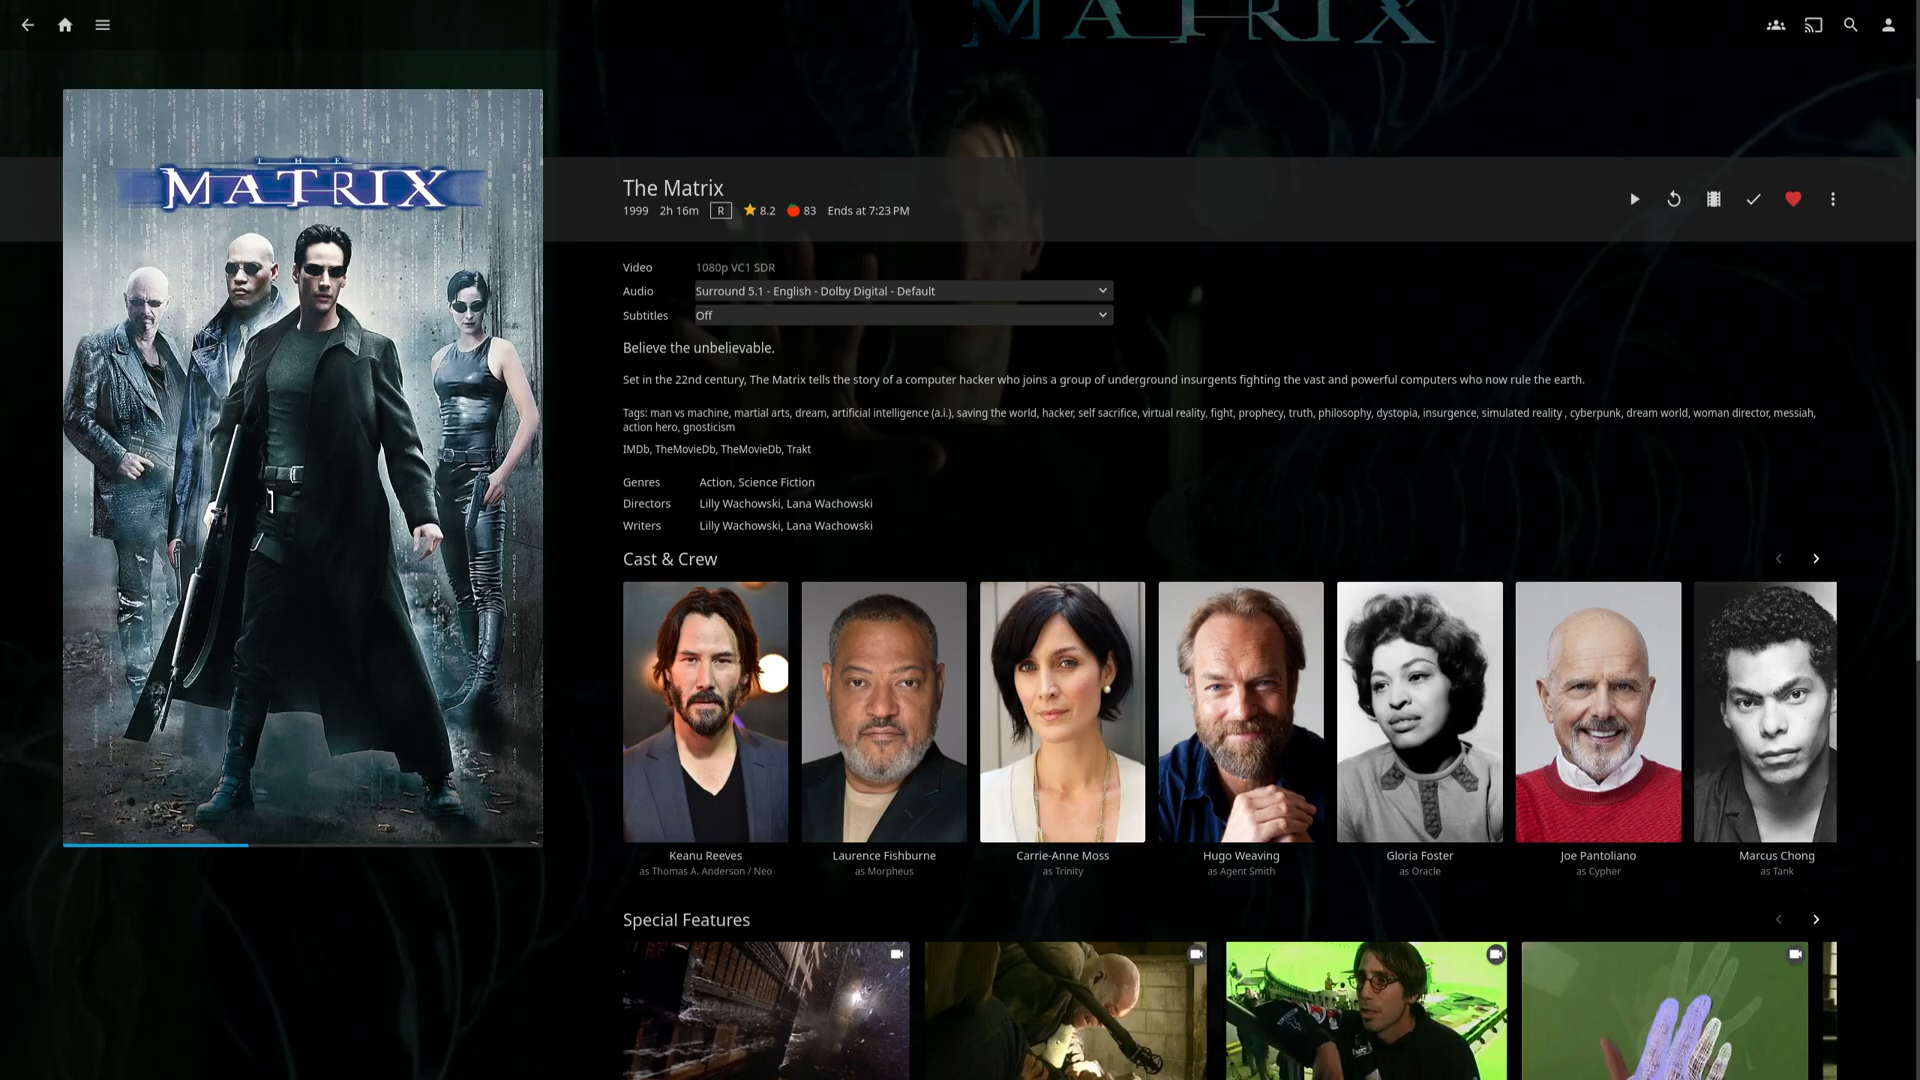 MATRIX
THE
MATRIX
The Matrix
1999 2h 16m R 8.2 83 Ends at 7:23 PM
Video 1080p VC1 SDR
Audio Surround 5.1 - English - Dolby Digital - Default
Subtitles Off
Believe the unbelievable.
Set in the 22nd century, The Matrix tells the story of a computer hacker who joins a group of underground insurgents fighting the vast and powerful computers who now rule the earth.
Tags: man vs machine, martial arts, dream, artificial intelligence (a.i.), saving the world, hacker, self sacrifice, virtual reality, fight, prophecy, truth, philosophy, dystopia, insurgence, simulated reality , cyberpunk, dream world, woman director, messiah,
action hero, gnosticism
IMDb, TheMovieDb, TheMovieDb, Trakt
Genres Action, Science Fiction
Directors Lilly Wachowski, Lana Wachowski
Writers Lilly Wachowski, Lana Wachowski
Cast & Crew
Keanu Reeves
as Thomas A. Anderson / Neo
Laurence Fishburne
as Morpheus
Carrie-Anne Moss
as Trinity
Hugo Weaving
as Agent Smith
Gloria Foster
as Oracle
Joe Pantoliano
as Cypher
Marcus Chong
as Tank
Special Features